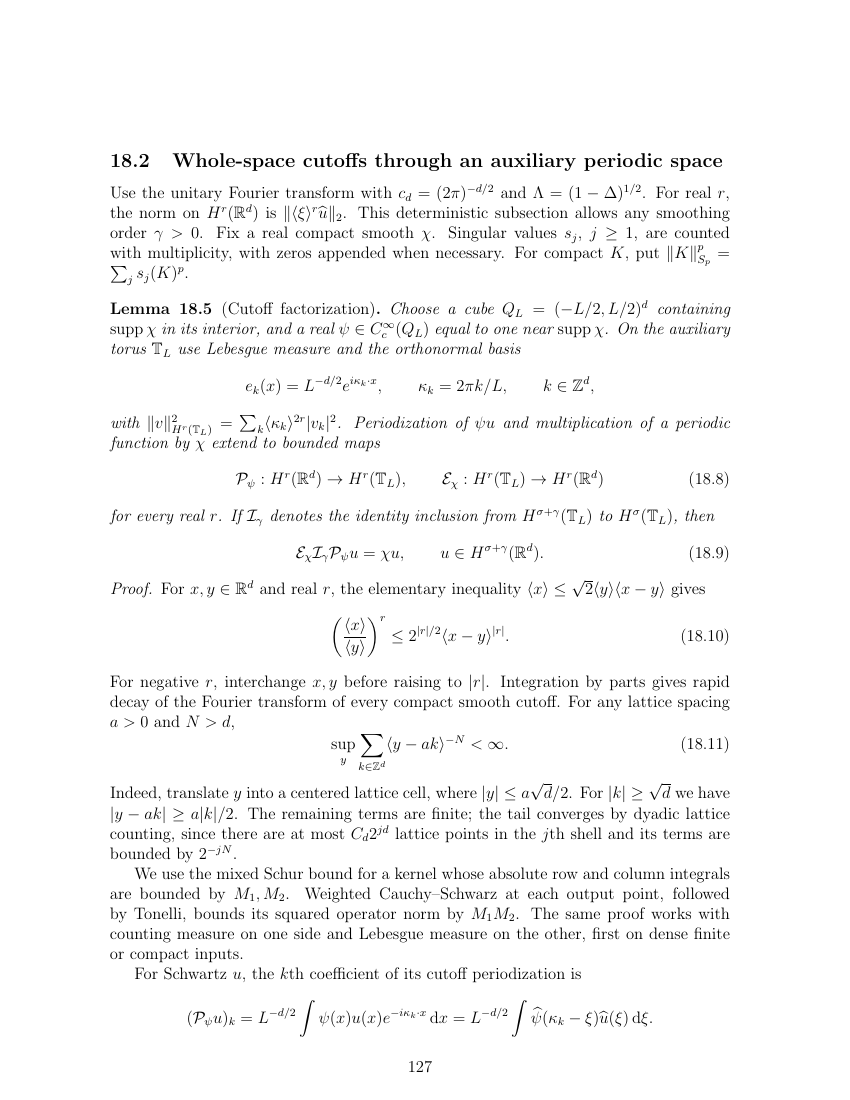 18.2 Whole-space cutoffs through an auxiliary periodic space
Use the unitary Fourier transform with c_d = (2π)^{−d/2} and Λ = (1 − Δ)^{1/2}. For real r,
the norm on H^r(ℝ^d) is ‖⟨ξ⟩^r û‖_2. This deterministic subsection allows any smoothing
order γ > 0. Fix a real compact smooth χ. Singular values s_j, j ≥ 1, are counted
with multiplicity, with zeros appended when necessary. For compact K, put ‖K‖^p_{S_p} =
∑_j s_j(K)^p.
Lemma 18.5 (Cutoff factorization). Choose a cube Q_L = (−L/2, L/2)^d containing
supp χ in its interior, and a real ψ ∈ C_c^∞(Q_L) equal to one near supp χ. On the auxiliary
torus 𝕋_L use Lebesgue measure and the orthonormal basis
e_k(x) = L^{−d/2} e^{iκ_k·x}, κ_k = 2πk/L, k ∈ ℤ^d,
with ‖v‖²_{H^r(𝕋_L)} = ∑_k ⟨κ_k⟩^{2r}|v_k|². Periodization of ψu and multiplication of a periodic
function by χ extend to bounded maps
𝒫_ψ : H^r(ℝ^d) → H^r(𝕋_L), ℰ_χ : H^r(𝕋_L) → H^r(ℝ^d) (18.8)
for every real r. If ℐ_γ denotes the identity inclusion from H^{σ+γ}(𝕋_L) to H^σ(𝕋_L), then
ℰ_χ ℐ_γ 𝒫_ψ u = χu, u ∈ H^{σ+γ}(ℝ^d). (18.9)
Proof. For x, y ∈ ℝ^d and real r, the elementary inequality ⟨x⟩ ≤ √2⟨y⟩⟨x − y⟩ gives
(⟨x⟩/⟨y⟩)^r ≤ 2^{|r|/2}⟨x − y⟩^{|r|}. (18.10)
For negative r, interchange x, y before raising to |r|. Integration by parts gives rapid
decay of the Fourier transform of every compact smooth cutoff. For any lattice spacing
a > 0 and N > d,
sup_y ∑_{k∈ℤ^d} ⟨y − ak⟩^{−N} < ∞. (18.11)
Indeed, translate y into a centered lattice cell, where |y| ≤ a√d/2. For |k| ≥ √d we have
|y − ak| ≥ a|k|/2. The remaining terms are finite; the tail converges by dyadic lattice
counting, since there are at most C_d 2^{jd} lattice points in the jth shell and its terms are
bounded by 2^{−jN}.
We use the mixed Schur bound for a kernel whose absolute row and column integrals
are bounded by M_1, M_2. Weighted Cauchy–Schwarz at each output point, followed
by Tonelli, bounds its squared operator norm by M_1M_2. The same proof works with
counting measure on one side and Lebesgue measure on the other, first on dense finite
or compact inputs.
For Schwartz u, the kth coefficient of its cutoff periodization is
(𝒫_ψ u)_k = L^{−d/2} ∫ ψ(x)u(x)e^{−iκ_k·x} dx = L^{−d/2} ∫ ψ̂(κ_k − ξ)û(ξ) dξ.
127